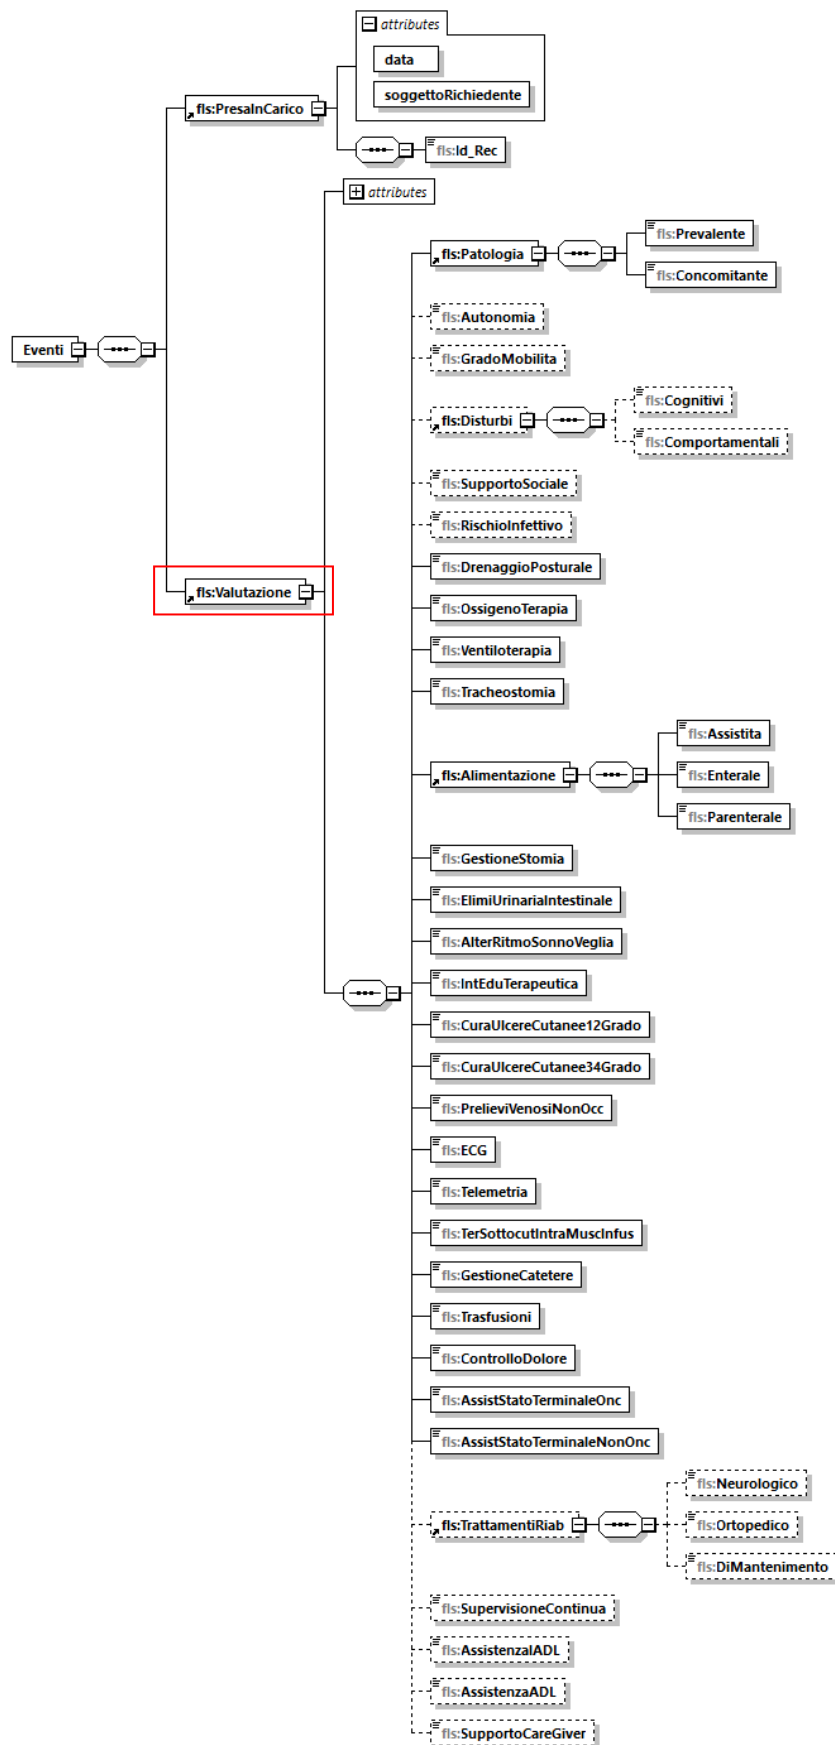 attributes
data
soggettoRichiedente
fls:PresaInCarico
fls:Id_Rec
attributes
fls:Patologia
fls:Prevalente
fls:Concomitante
fls:Autonomia
fls:GradoMobilita
Eventi
fls:Disturbi
fls:Cognitivi
fls:Comportamentali
fls:SupportoSociale
fls:RischioInfettivo
fls:DrenaggioPosturale
fls:Valutazione
fls:OssigenoTerapia
fls:Ventiloterapia
fls:Tracheostomia
fls:Alimentazione
fls:Assistita
fls:Enterale
fls:Parenterale
fls:GestioneStomia
fls:ElimiUrinariaIntestinale
fls:AlterRitmoSonnoVeglia
fls:IntEduTerapeutica
fls:CuraUlcereCutanee12Grado
fls:CuraUlcereCutanee34Grado
fls:PrelieviVenosiNonOcc
fls:ECG
fls:Telemetria
fls:TerSottocutIntraMuscInfus
fls:GestioneCatetere
fls:Trasfusioni
fls:ControlloDolore
fls:AssistStatoTerminaleOnc
fls:AssistStatoTerminaleNonOnc
fls:TrattamentiRiab
fls:Neurologico
fls:Ortopedico
fls:DiMantenimento
fls:SupervisioneContinua
fls:AssistenzaIADL
fls:AssistenzaADL
fls:SupportoCareGiver